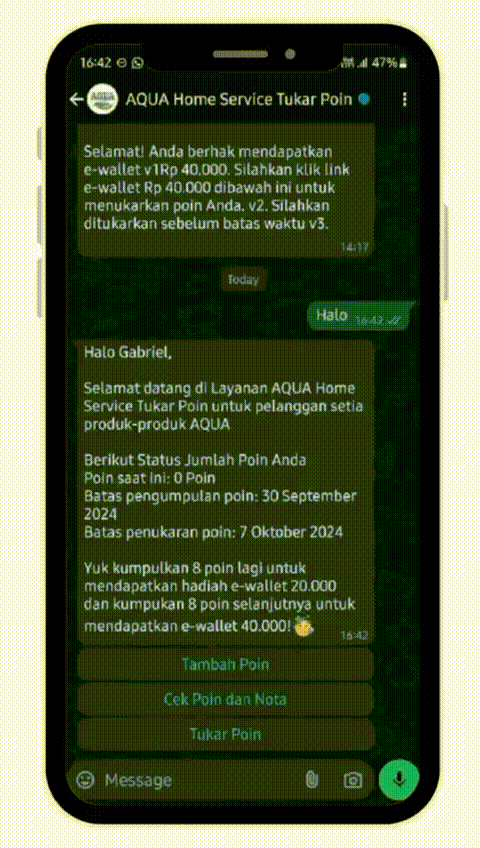 16:42
47%
AQUA Home Service Tukar Poin
Selamat! Anda berhak mendapatkan
e-wallet v1Rp 40.000. Silahkan klik link
e-wallet Rp 40.000 dibawah ini untuk
menukarkan poin Anda. v2. Silahkan
ditukarkan sebelum batas waktu v3.
14:17
Today
Halo
16:42
Halo Gabriel,
Selamat datang di Layanan AQUA Home
Service Tukar Poin untuk pelanggan setia
produk-produk AQUA
Berikut Status Jumlah Poin Anda
Poin saat ini: 0 Poin
Batas pengumpulan poin: 30 September
2024
Batas penukaran poin: 7 Oktober 2024
Yuk kumpulkan 8 poin lagi untuk
mendapatkan hadiah e-wallet 20.000
dan kumpukan 8 poin selanjutnya untuk
mendapatkan e-wallet 40.000!
16:42
Tambah Poin
Cek Poin dan Nota
Tukar Poin
Message